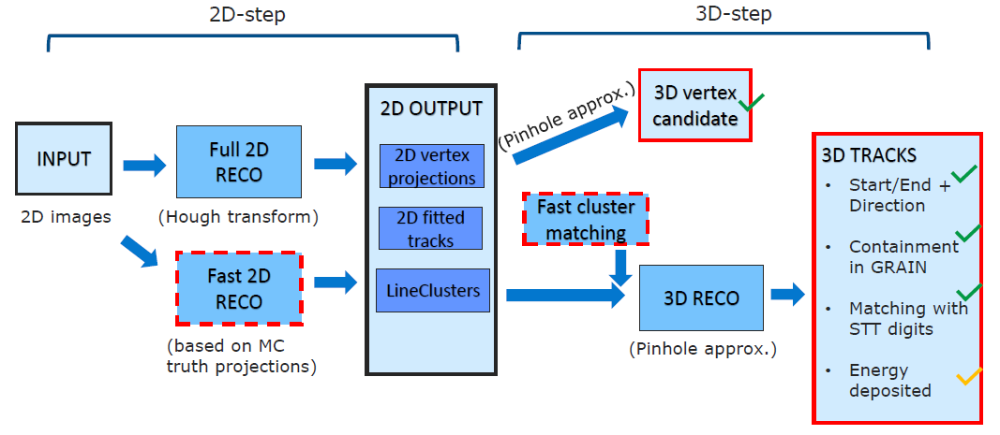 2D-step
3D-step
INPUT
2D images
Full 2D
RECO
(Hough transform)
Fast 2D
RECO
(based on MC
truth projections)
2D OUTPUT
2D vertex
projections
2D fitted
tracks
LineClusters
(Pinhole approx.)
3D vertex
candidate
Fast cluster
matching
3D RECO
(Pinhole approx.)
3D TRACKS
• Start/End +
Direction
• Containment
in GRAIN
• Matching with
STT digits
• Energy
deposited